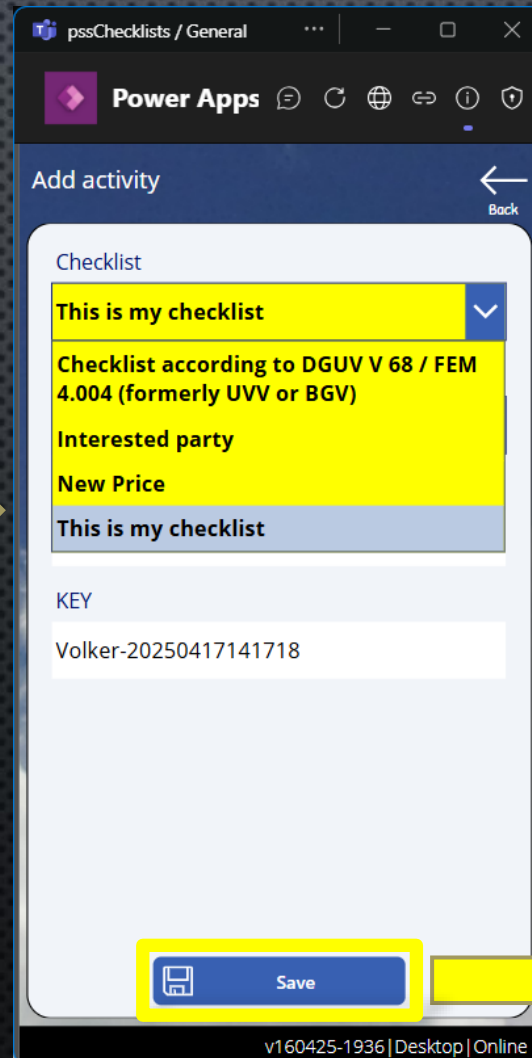 pssChecklists / General
Power Apps
Add activity
Back
Checklist
This is my checklist
Checklist according to DGUV V 68 / FEM
4.004 (formerly UVV or BGV)
Interested party
New Price
This is my checklist
KEY
Volker-20250417141718
Save
v160425-1936|Desktop|Online